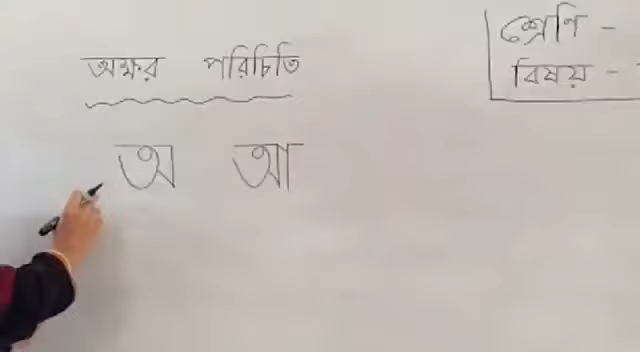 অক্ষর পরিচিতি
অ আ
শ্রেণি -
বিষয় -